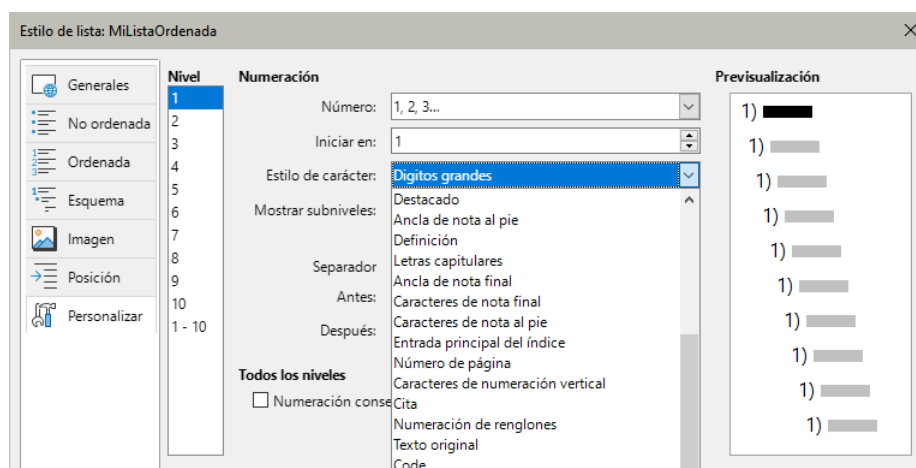 Estilo de lista: MiListaOrdenada
Generales
No ordenada
Ordenada
Esquema
Imagen
Posición
Personalizar
Nivel
1
2
3
4
5
6
7
8
9
10
1 - 10
Numeración
Número: 1, 2, 3...
Iniciar en: 1
Estilo de carácter: Digitos grandes
Mostrar subniveles:
Separador
Antes:
Después:
Todos los niveles
Numeración conse
Destacado
Ancla de nota al pie
Definición
Letras capitulares
Ancla de nota final
Caracteres de nota final
Caracteres de nota al pie
Entrada principal del índice
Número de página
Caracteres de numeración vertical
Cita
Numeración de renglones
Texto original
Code
Previsualización
1)
1)
1)
1)
1)
1)
1)
1)
1)
1)